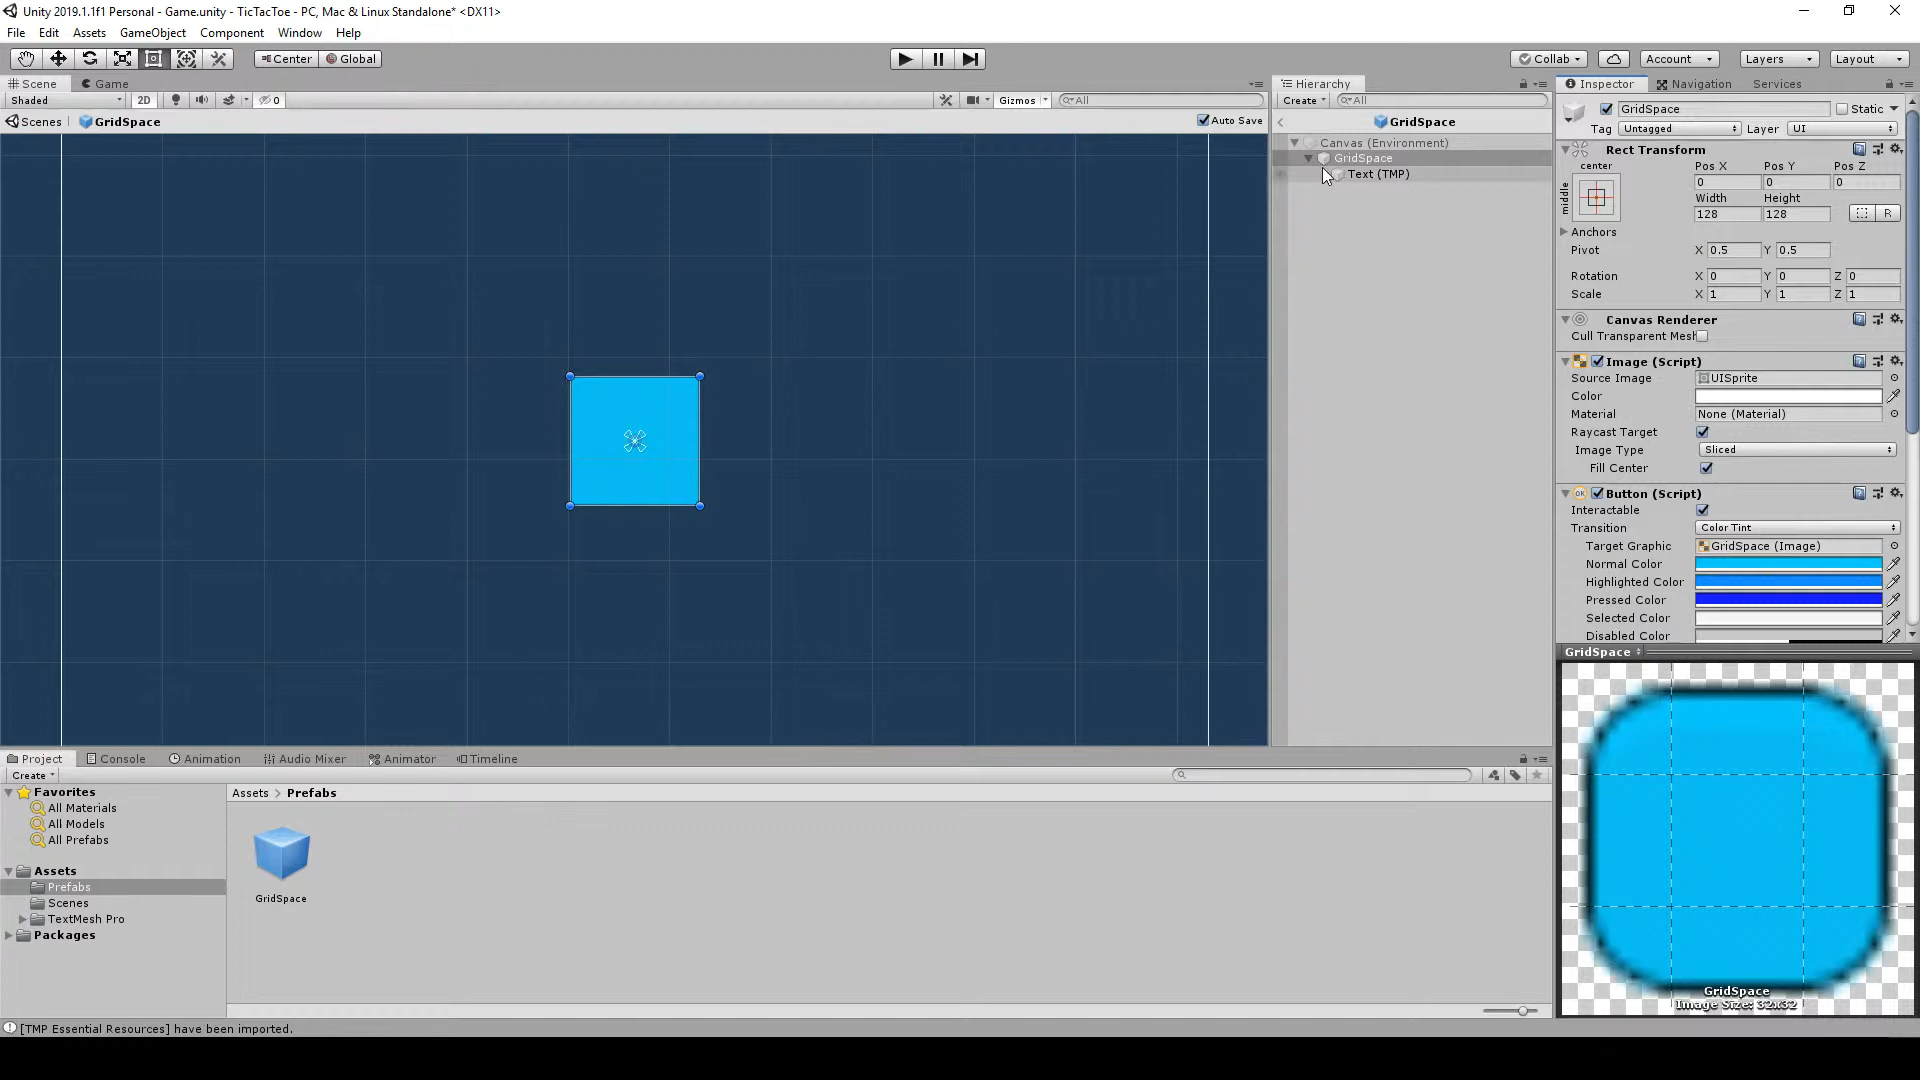 Unity 2019.1.1f1 Personal - Game.unity - TicTacToe - PC, Mac & Linux Standalone* <DX11>
File Edit Assets GameObject Component Window Help
Center Global Collab Account Layers Layout
Scene Game
Shaded 2D 0 Gizmos All
Scenes GridSpace Auto Save
Hierarchy
Create All
GridSpace
Canvas (Environment)
GridSpace
Text (TMP)
Inspector Navigation Services
GridSpace Static
Tag Untagged Layer UI
Rect Transform
center Pos X Pos Y Pos Z
middle 0 0 0
Width Height
128 128 R
Anchors
Pivot X 0.5 Y 0.5
Rotation X 0 Y 0 Z 0
Scale X 1 Y 1 Z 1
Canvas Renderer
Cull Transparent Mesh
Image (Script)
Source Image UISprite
Color
Material None (Material)
Raycast Target
Image Type Sliced
Fill Center
Button (Script)
Interactable
Transition Color Tint
Target Graphic GridSpace (Image)
Normal Color
Highlighted Color
Pressed Color
Selected Color
Disabled Color
GridSpace
GridSpace
Image Size: 32x32
Project Console Animation Audio Mixer Animator Timeline
Create
Favorites
All Materials
All Models
All Prefabs
Assets
Prefabs
Scenes
TextMesh Pro
Packages
Assets > Prefabs
GridSpace
[TMP Essential Resources] have been imported.